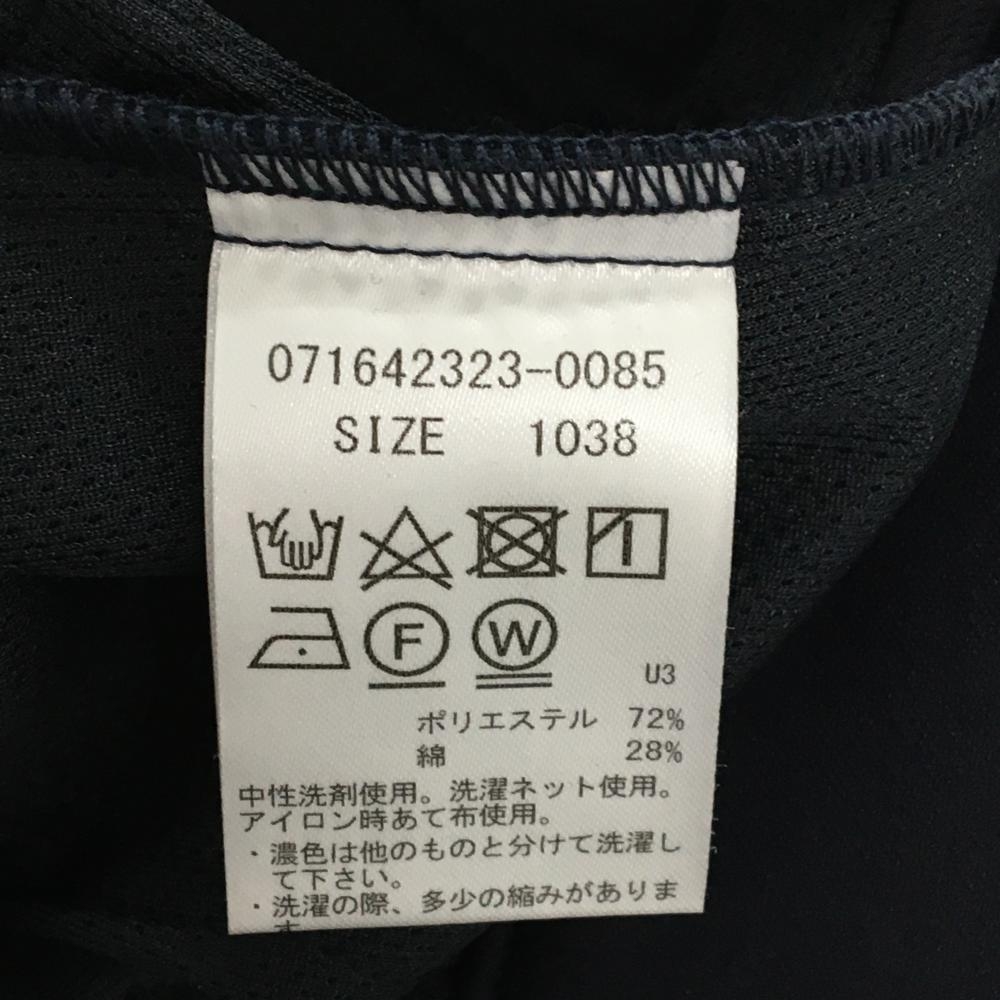 071642323-0085
SIZE 1038
F W
U3
ポリエステル 72%
綿 28%
中性洗剤使用。洗濯ネット使用。
アイロン時あて布使用。
・濃色は他のものと分けて洗濯し
て下さい。
・洗濯の際、多少の縮みがありま
す